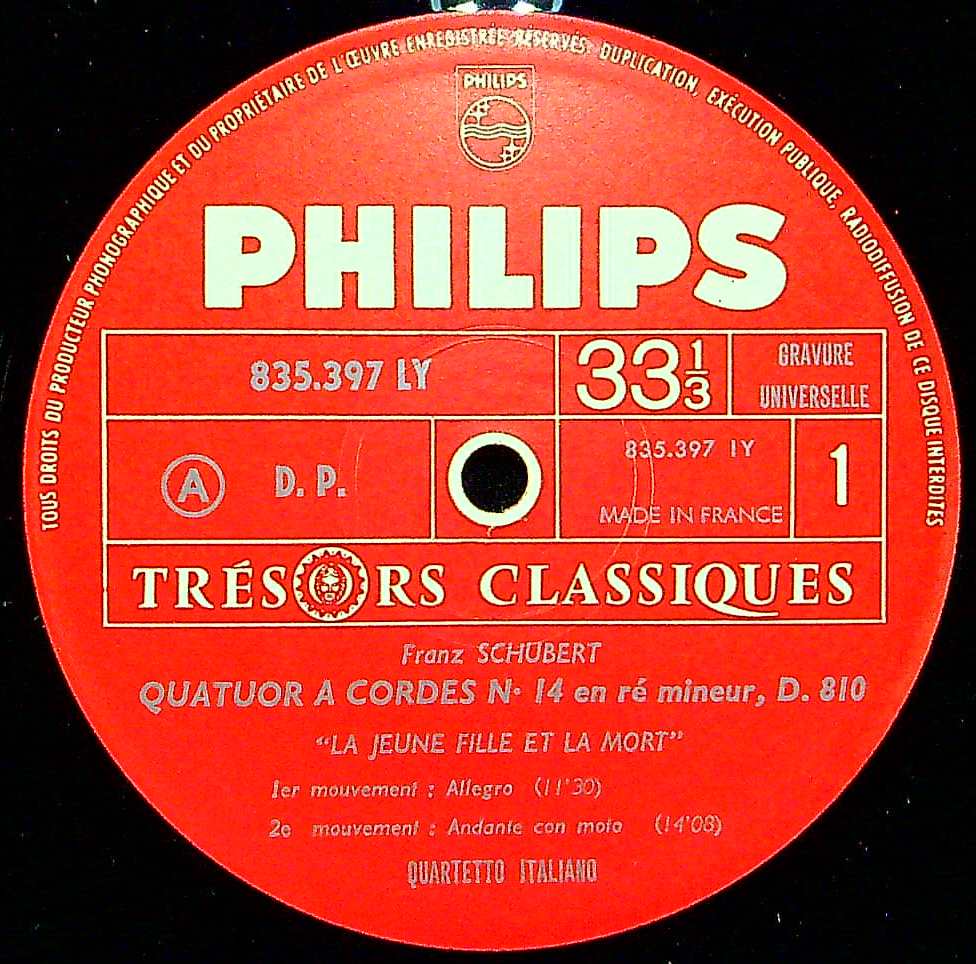 TOUS DROITS DU PRODUCTEUR PHONOGRAPHIQUE ET DU PROPRIÉTAIRE DE L'ŒUVRE ENREGISTRÉE RÉSERVÉS. DUPLICATION, EXÉCUTION PUBLIQUE, RADIODIFFUSION DE CE DISQUE INTERDITES
PHILIPS
PHILIPS
835.397 LY
33 1/3
GRAVURE
UNIVERSELLE
A
D. P.
835.397 1Y
MADE IN FRANCE
1
TRÉSORS CLASSIQUES
Franz SCHUBERT
QUATUOR A CORDES N· 14 en ré mineur, D. 810
“LA JEUNE FILLE ET LA MORT”
1er mouvement : Allegro (11'30)
2e mouvement : Andante con moto (14'08)
QUARTETTO ITALIANO